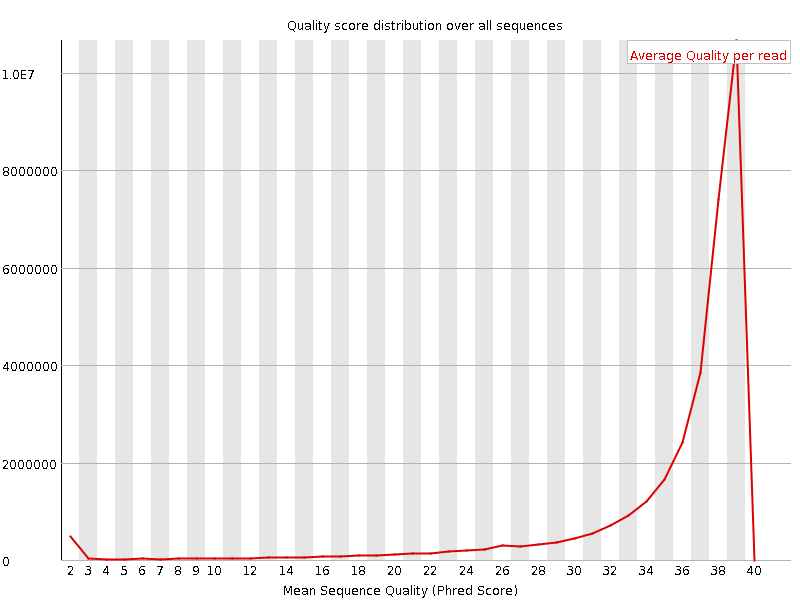 Quality score distribution over all sequences
Average Quality per read
1.0E7
8000000
6000000
4000000
2000000
0
2 3 4 5 6 7 8 9 10 12 14 16 18 20 22 24 26 28 30 32 34 36 38 40
Mean Sequence Quality (Phred Score)